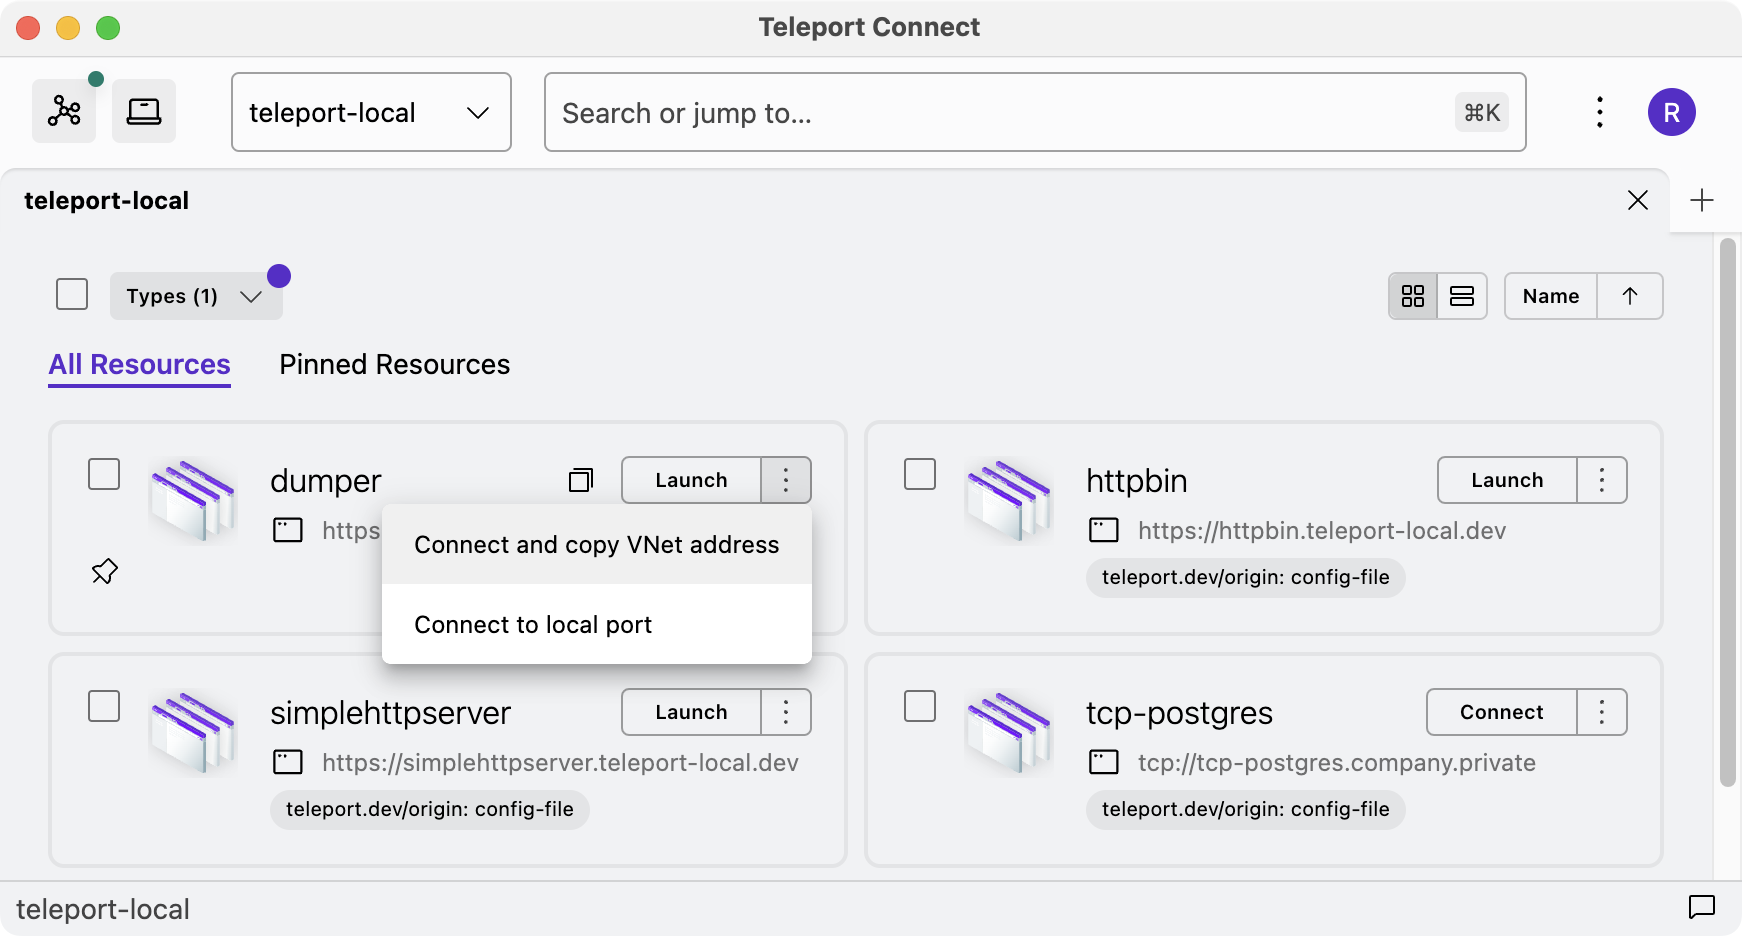 Teleport Connect
teleport-local
Search or jump to...
⌘K
R
teleport-local
Types (1)
Name
All Resources
Pinned Resources
dumper
Launch
https
Connect and copy VNet address
Connect to local port
httpbin
Launch
https://httpbin.teleport-local.dev
teleport.dev/origin: config-file
simplehttpserver
Launch
https://simplehttpserver.teleport-local.dev
teleport.dev/origin: config-file
tcp-postgres
Connect
tcp://tcp-postgres.company.private
teleport.dev/origin: config-file
teleport-local